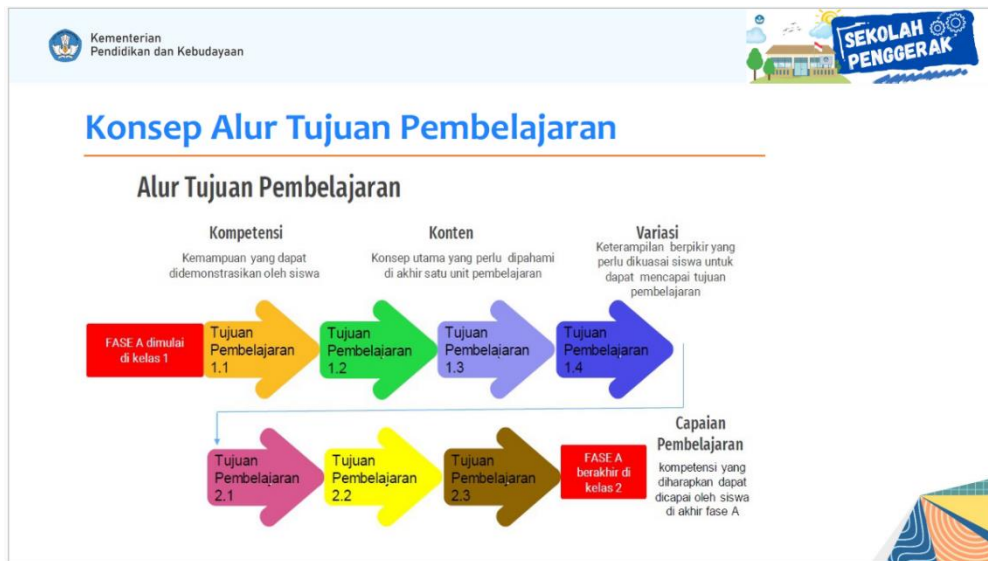 Kementerian
Pendidikan dan Kebudayaan
SEKOLAH
PENGGERAK
Konsep Alur Tujuan Pembelajaran
Alur Tujuan Pembelajaran
Kompetensi
Kemampuan yang dapat
didemonstrasikan oleh siswa
Konten
Konsep utama yang perlu dipahami
di akhir satu unit pembelajaran
Variasi
Keterampilan berpikir yang
perlu dikuasai siswa untuk
dapat mencapai tujuan
pembelajaran
FASE A dimulai
di kelas 1
Tujuan
Pembelajaran
1.1
Tujuan
Pembelajaran
1.2
Tujuan
Pembelajaran
1.3
Tujuan
Pembelajaran
1.4
Tujuan
Pembelajaran
2.1
Tujuan
Pembelajaran
2.2
Tujuan
Pembelajaran
2.3
FASE A
berakhir di
kelas 2
Capaian
Pembelajaran
kompetensi yang
diharapkan dapat
dicapai oleh siswa
di akhir fase A